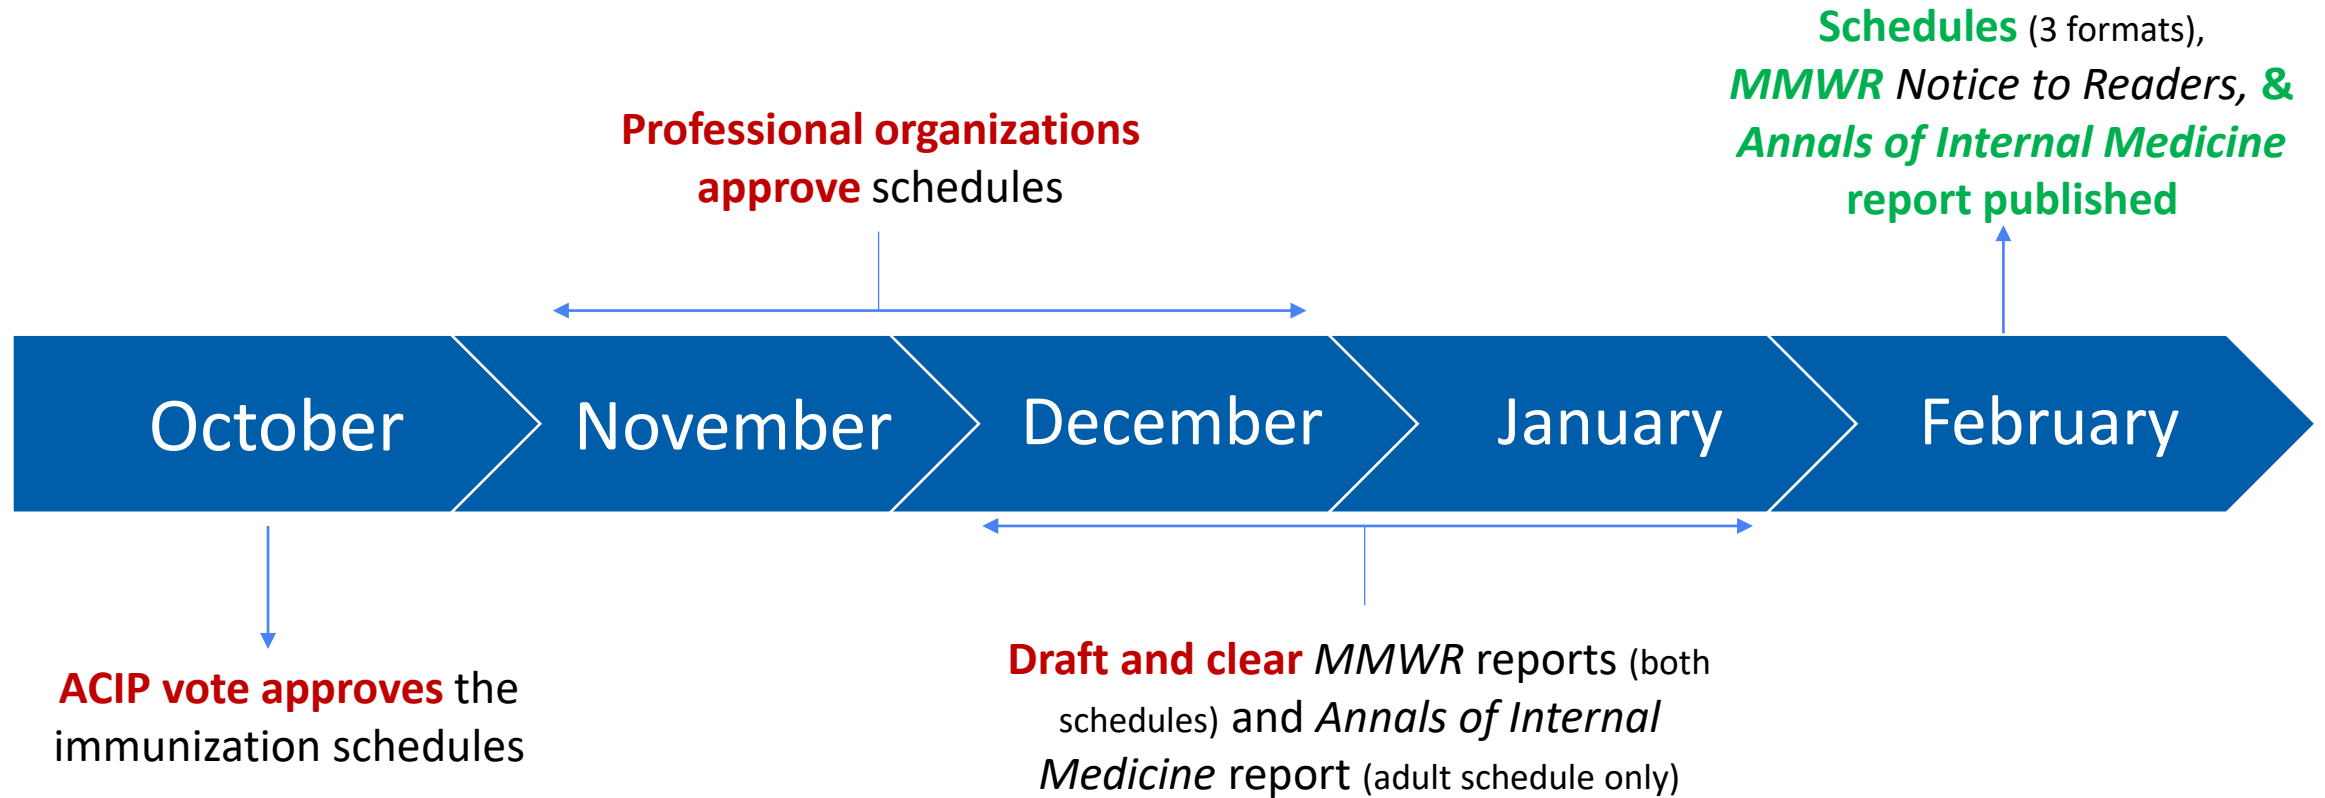 Schedules (3 formats),
MMWR Notice to Readers, &
Annals of Internal Medicine
report published
Professional organizations
approve schedules
October
November
December
January
February
ACIP vote approves the
immunization schedules
Draft and clear MMWR reports (both
schedules) and Annals of Internal
Medicine report (adult schedule only)